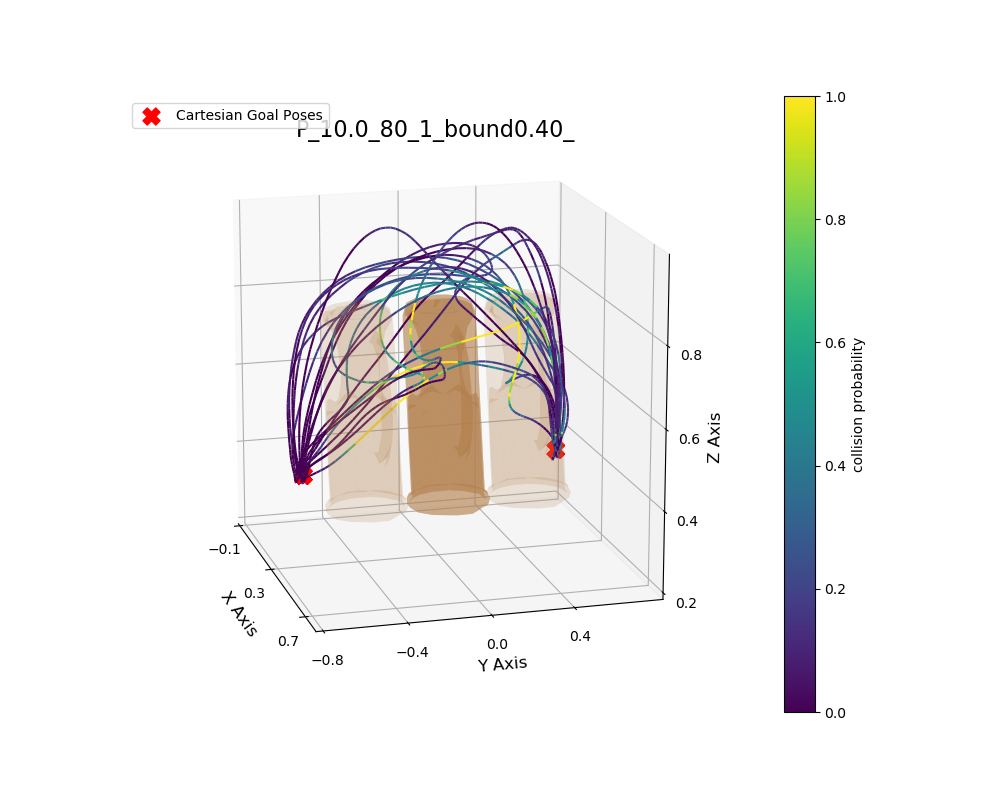 Cartesian Goal Poses
P_10.0_80_1_bound0.40_
1.0
0.8
0.6
0.4
0.2
0.0
collision probability
0.8
0.6
0.4
0.2
Z Axis
−0.1
0.3
0.7
X Axis
−0.8
−0.4
0.0
0.4
Y Axis